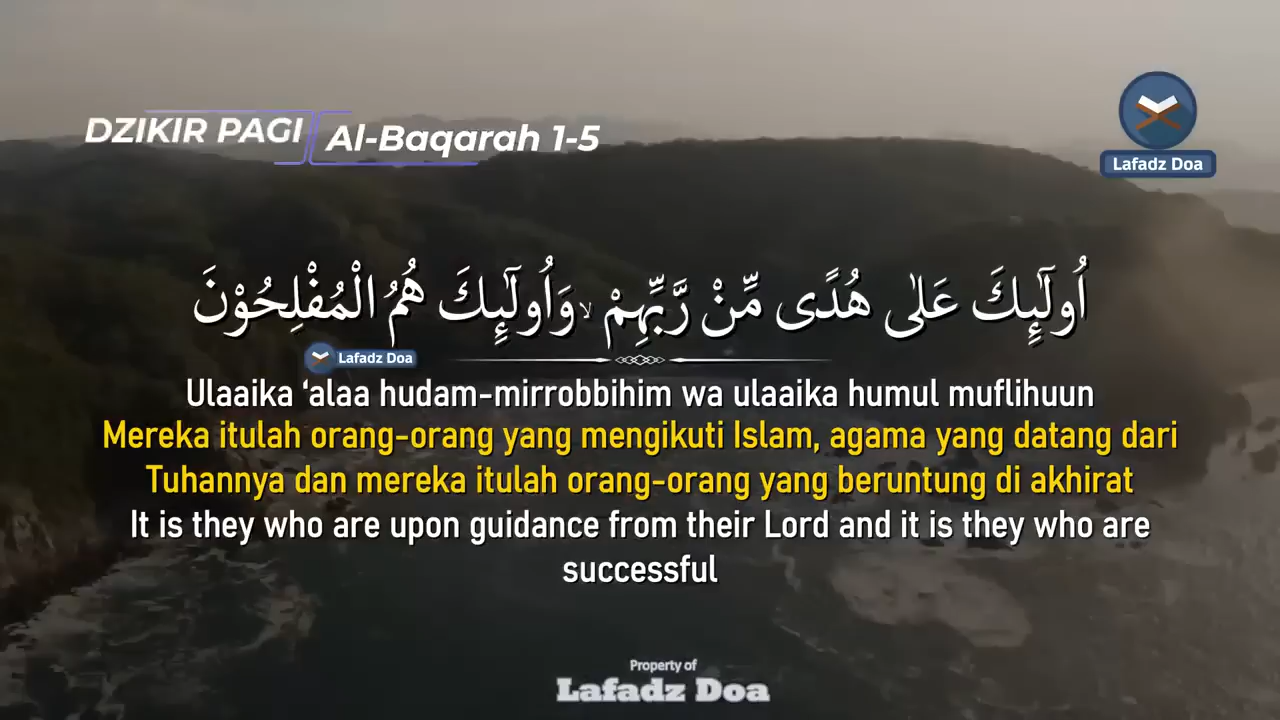 DZIKIR PAGI
Al-Baqarah 1-5
Lafadz Doa
اُولٰۤىِٕكَ عَلٰى هُدًى مِّنْ رَّبِّهِمْ ۙ وَاُولٰۤىِٕكَ هُمُ الْمُفْلِحُوْنَ
Lafadz Doa
Ulaaika ‘alaa hudam-mirrobbihim wa ulaaika humul muflihuun
Mereka itulah orang-orang yang mengikuti Islam, agama yang datang dari
Tuhannya dan mereka itulah orang-orang yang beruntung di akhirat
It is they who are upon guidance from their Lord and it is they who are
successful
Property of
Lafadz Doa